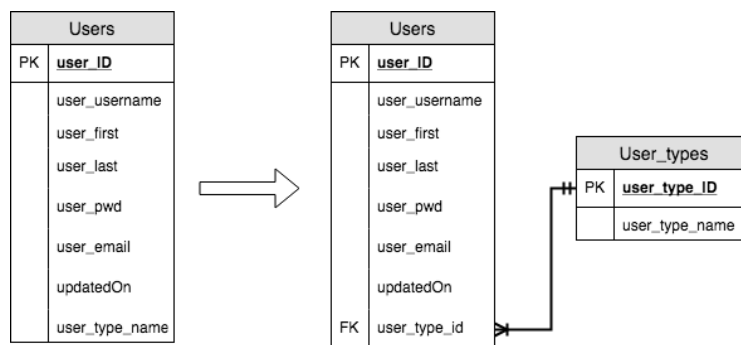 Users
PK user_ID
user_username
user_first
user_last
user_pwd
user_email
updatedOn
user_type_name
Users
PK user_ID
user_username
user_first
user_last
user_pwd
user_email
updatedOn
FK user_type_id
User_types
PK user_type_ID
user_type_name